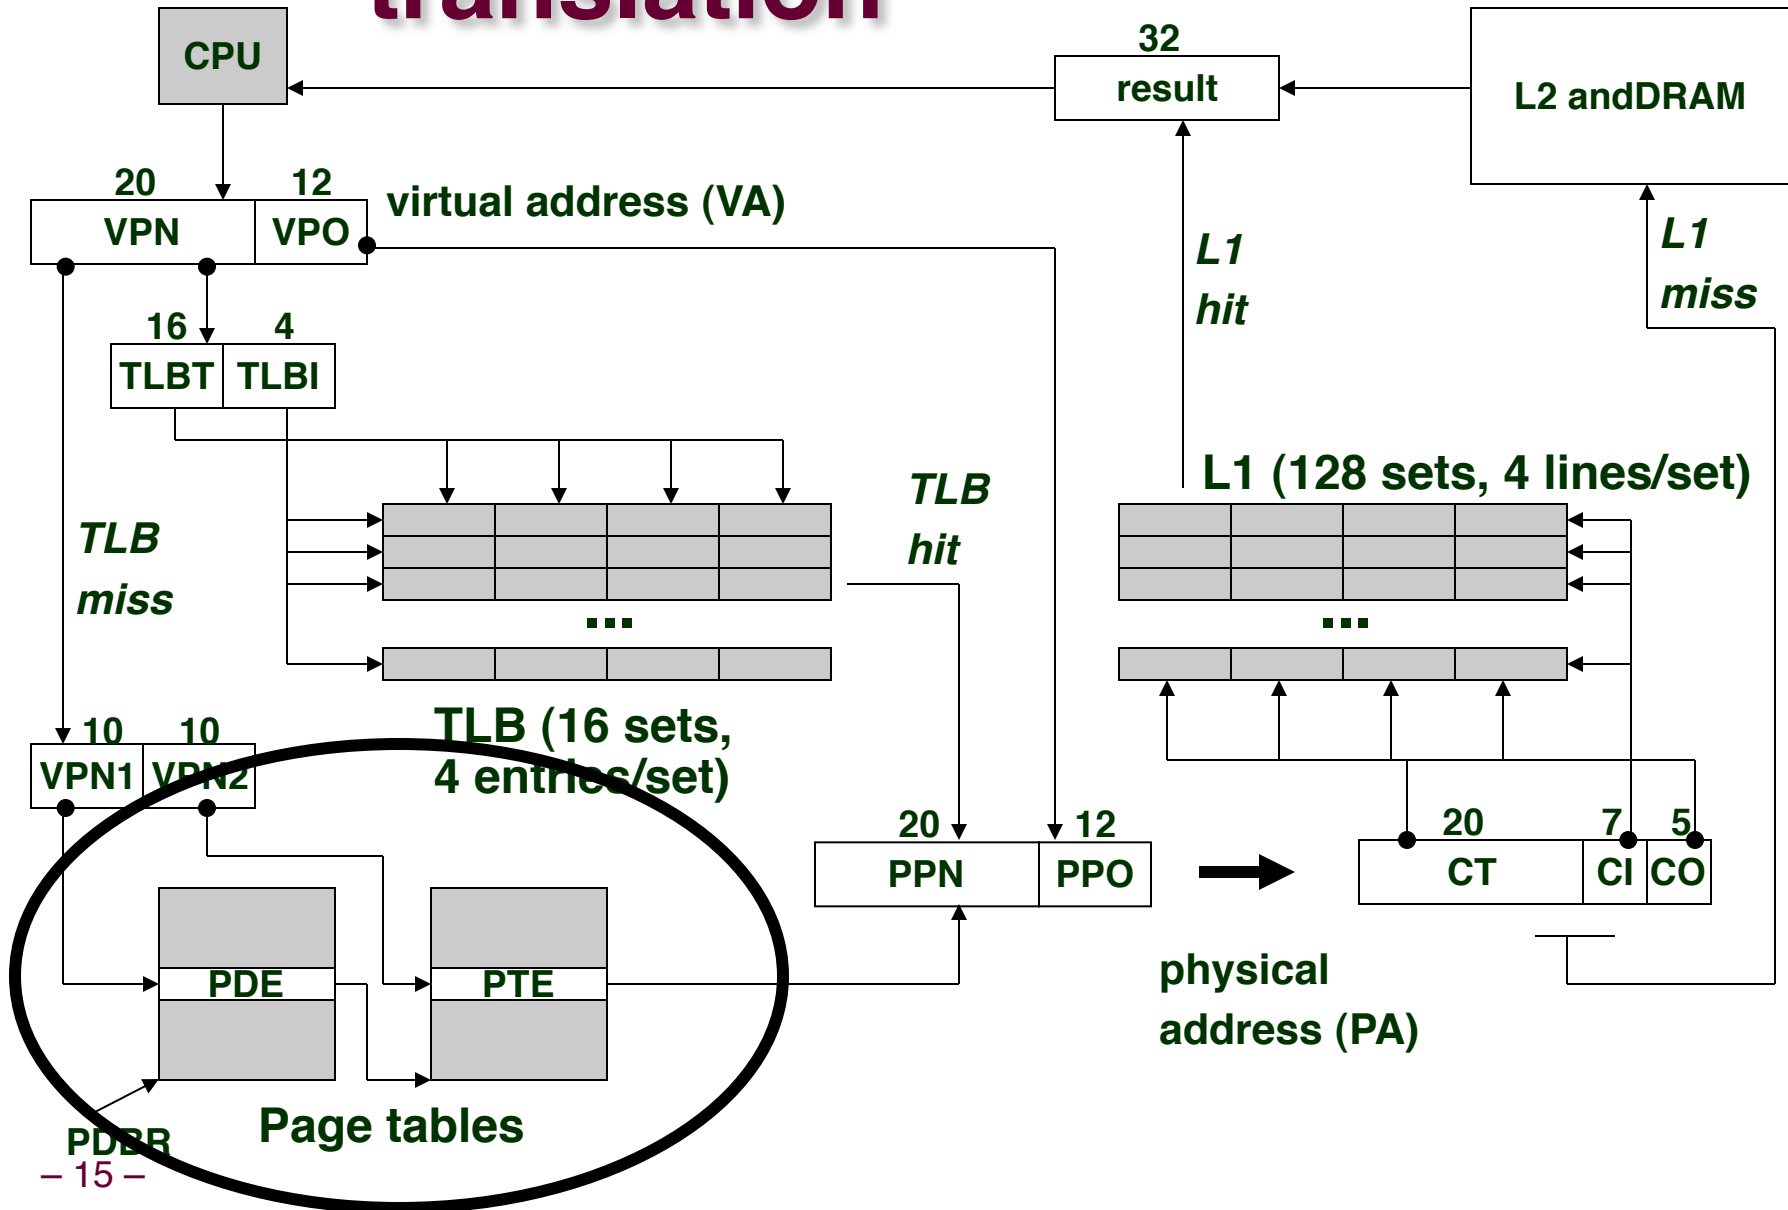 translation
CPU
32
result
L2 andDRAM
20
12
VPN
VPO
virtual address (VA)
L1
hit
L1
miss
16
4
TLBT
TLBI
TLB
miss
TLB
hit
L1 (128 sets, 4 lines/set)
...
...
TLB (16 sets,
4 entries/set)
10
10
VPN1
VPN2
20
12
PPN
PPO
20
7
5
CT
CI
CO
PDE
PTE
physical
address (PA)
Page tables
PDBR
– 15 –